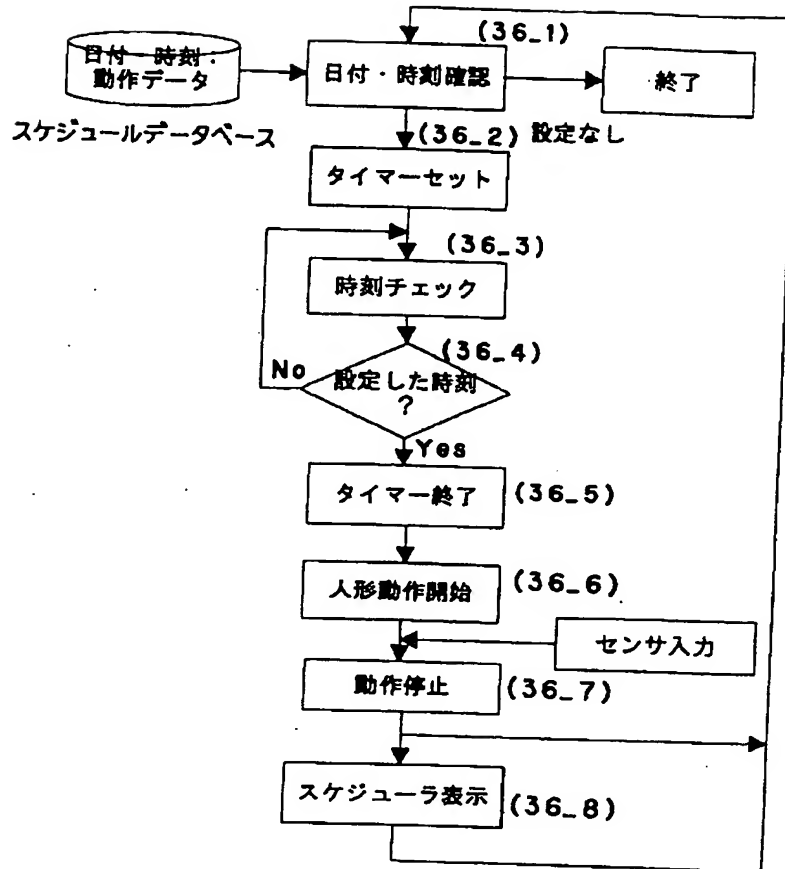 (36_1)
日付・時刻：
動作データ
日付・時刻確認
終了
スケジュールデータベース
(36_2) 設定なし
タイマーセット
(36_3)
時刻チェック
(36_4)
No
設定した時刻
?
Yes
タイマー終了
(36_5)
人形動作開始
(36_6)
センサ入力
動作停止
(36_7)
スケジューラ表示
(36_8)